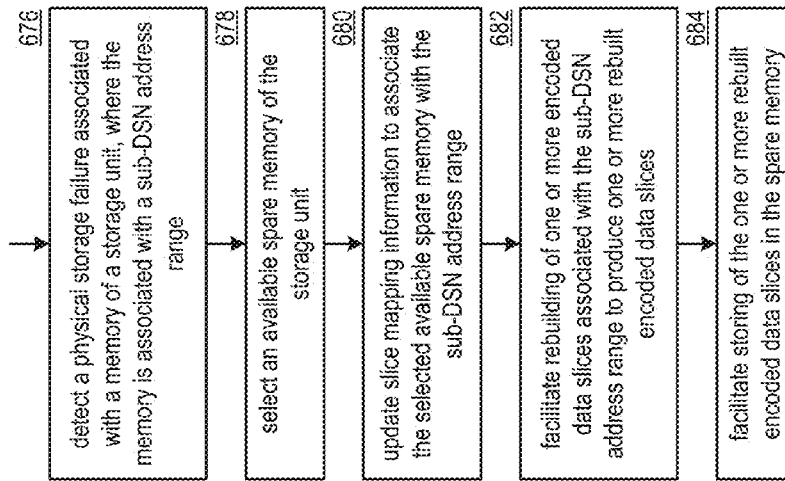 676
detect a physical storage failure associated
with a memory of a storage unit, where the
memory is associated with a sub-DSN address
range
678
select an available spare memory of the
storage unit
680
update slice mapping information to associate
the selected available spare memory with the
sub-DSN address range
682
facilitate rebuilding of one or more encoded
data slices associated with the sub-DSN
address range to produce one or more rebuilt
encoded data slices
684
facilitate storing of the one or more rebuilt
encoded data slices in the spare memory